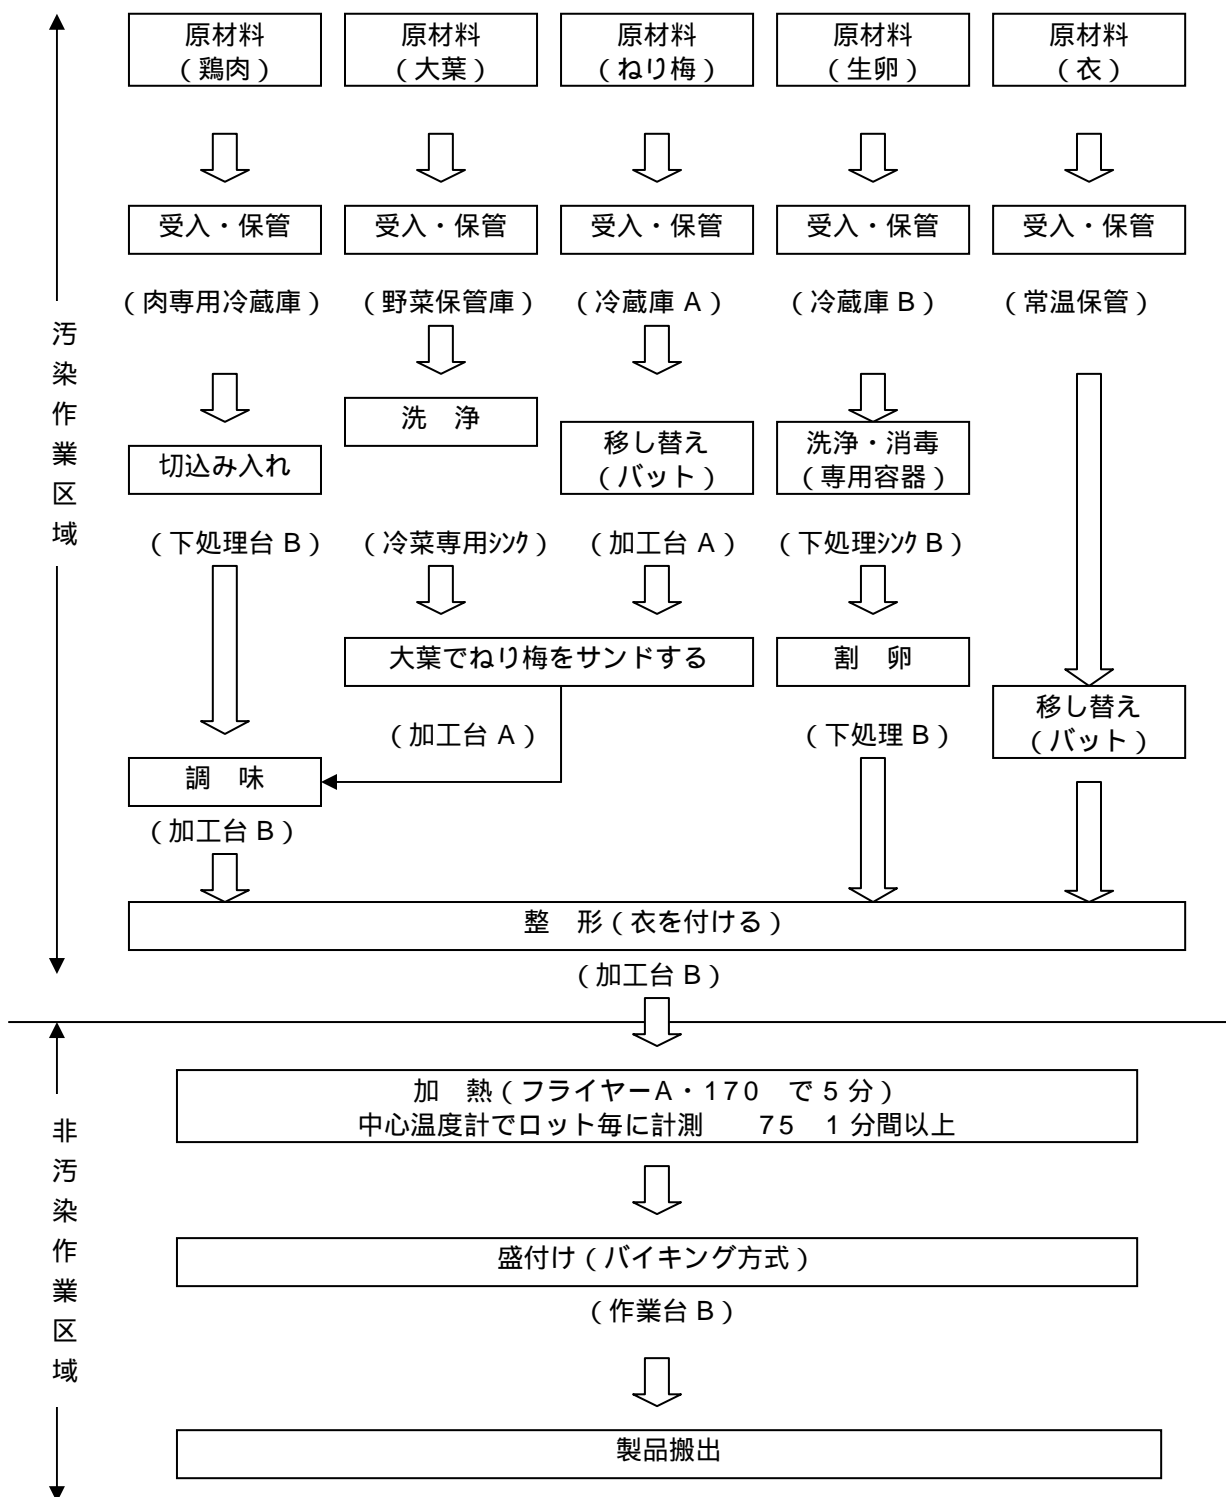 原材料
（鶏肉）
原材料
（大葉）
原材料
（ねり梅）
原材料
（生卵）
原材料
（衣）
受入・保管
受入・保管
受入・保管
受入・保管
受入・保管
（肉専用冷蔵庫）
（野菜保管庫）
（冷蔵庫 A）
（冷蔵庫 B）
（常温保管）
汚染作業区域
切込み入れ
洗　浄
移し替え
（バット）
洗浄・消毒
（専用容器）
（下処理台 B）
（冷菜専用ｼﾝｸ）
（加工台 A）
（下処理ｼﾝｸ B）
大葉でねり梅をサンドする
割　卵
（加工台 A）
（下処理 B）
移し替え
（バット）
調　味
（加工台 B）
整　形（衣を付ける）
（加工台 B）
非汚染作業区域
加　熱（フライヤーA・170　で 5 分）
中心温度計でロット毎に計測　　75　1 分間以上
盛付け（バイキング方式）
（作業台 B）
製品搬出